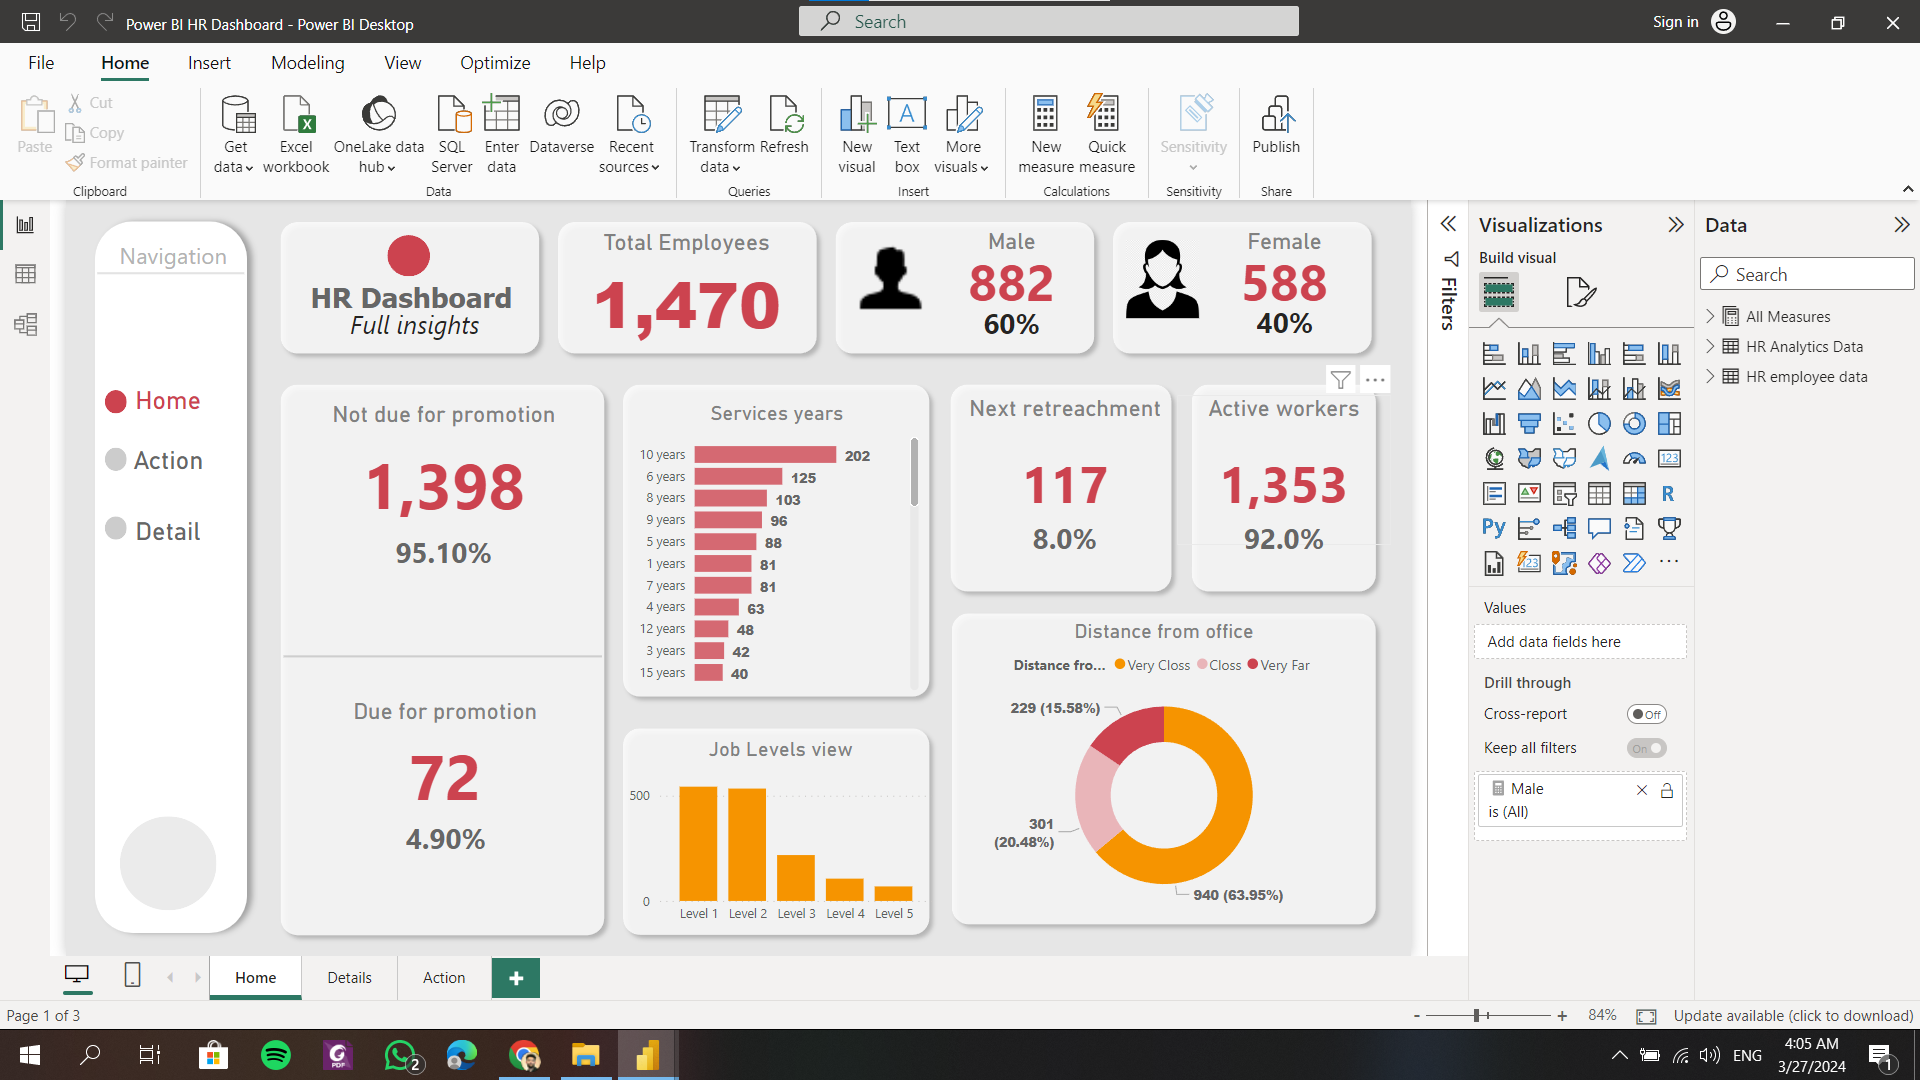 Power BI HR Dashboard - Power BI Desktop
Search
Sign in
File Home Insert Modeling View Optimize Help
Paste
Cut
Copy
Format painter
Clipboard
Get data
Excel workbook
OneLake data hub
SQL Server
Enter data
Dataverse
Recent sources
Data
Transform data
Refresh
Queries
New visual
Text box
More visuals
Insert
New measure
Quick measure
Calculations
Sensitivity
Sensitivity
Publish
Share
Navigation
Home
Action
Detail
HR Dashboard
Full insights
Total Employees
1,470
Male
882
60%
Female
588
40%
Not due for promotion
1,398
95.10%
Due for promotion
72
4.90%
Services years
10 years 202
6 years 125
8 years 103
9 years 96
5 years 88
1 years 81
7 years 81
4 years 63
12 years 48
3 years 42
15 years 40
Job Levels view
500
0
Level 1 Level 2 Level 3 Level 4 Level 5
Next retreachment
117
8.0%
Active workers
1,353
92.0%
Distance from office
Distance fro... Very Closs Closs Very Far
229 (15.58%)
301
(20.48%)
940 (63.95%)
Filters
Visualizations
Build visual
123
R
Py
123
Values
Add data fields here
Drill through
Cross-report Off
Keep all filters On
Male
is (All)
Data
Search
All Measures
HR Analytics Data
HR employee data
Home Details Action +
Page 1 of 3
- + 84%
Update available (click to download)
PDF
2
ENG
4:05 AM
3/27/2024
1